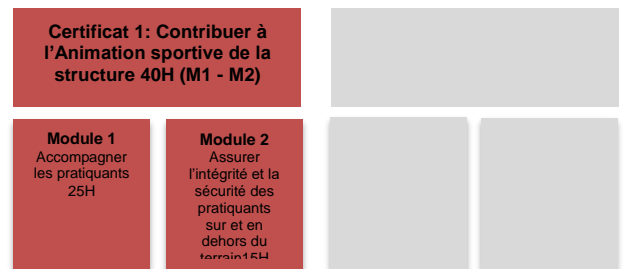 Certificat 1: Contribuer à
l’Animation sportive de la
structure 40H (M1 - M2)
Module 1
Accompagner
les pratiquants
25H
Module 2
Assurer
l’intégrité et la
sécurité des
pratiquants
sur et en
dehors du
terrain15H